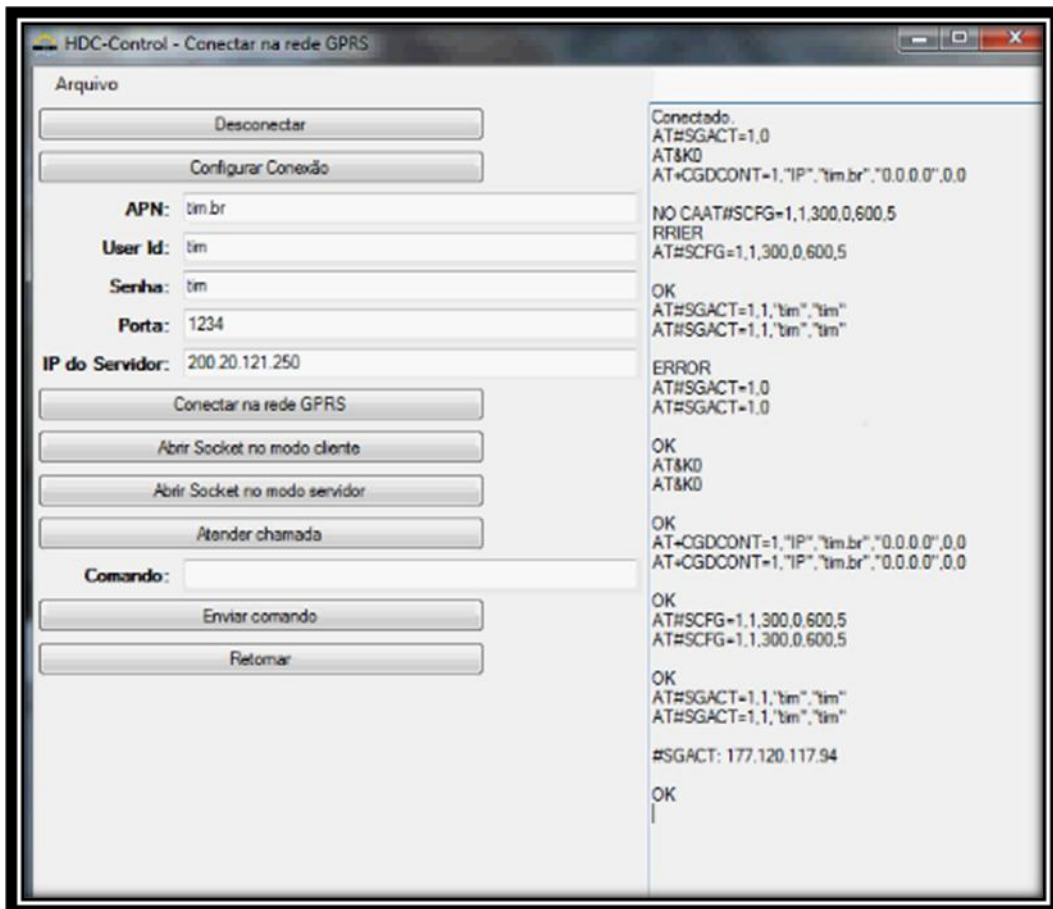 HDC-Control - Conectar na rede GPRS
Arquivo
Desconectar
Configurar Conexão
APN: tim.br
User Id: tim
Senha: tim
Porta: 1234
IP do Servidor: 200.20.121.250
Conectar na rede GPRS
Abrir Socket no modo cliente
Abrir Socket no modo servidor
Atender chamada
Comando:
Enviar comando
Retornar
Conectado.
AT#SGACT=1,0
AT&K0
AT+CGDCONT=1,"IP","tim.br","0.0.0.0",0,0
NO CAAT#SCFG=1,1,300,0,600,5
RRIER
AT#SCFG=1,1,300,0,600,5
OK
AT#SGACT=1,1,"tim","tim"
AT#SGACT=1,1,"tim","tim"
ERROR
AT#SGACT=1,0
AT#SGACT=1,0
OK
AT&K0
AT&K0
OK
AT+CGDCONT=1,"IP","tim.br","0.0.0.0",0,0
AT+CGDCONT=1,"IP","tim.br","0.0.0.0",0,0
OK
AT#SCFG=1,1,300,0,600,5
AT#SCFG=1,1,300,0,600,5
OK
AT#SGACT=1,1,"tim","tim"
AT#SGACT=1,1,"tim","tim"
#SGACT: 177.120.117.94
OK